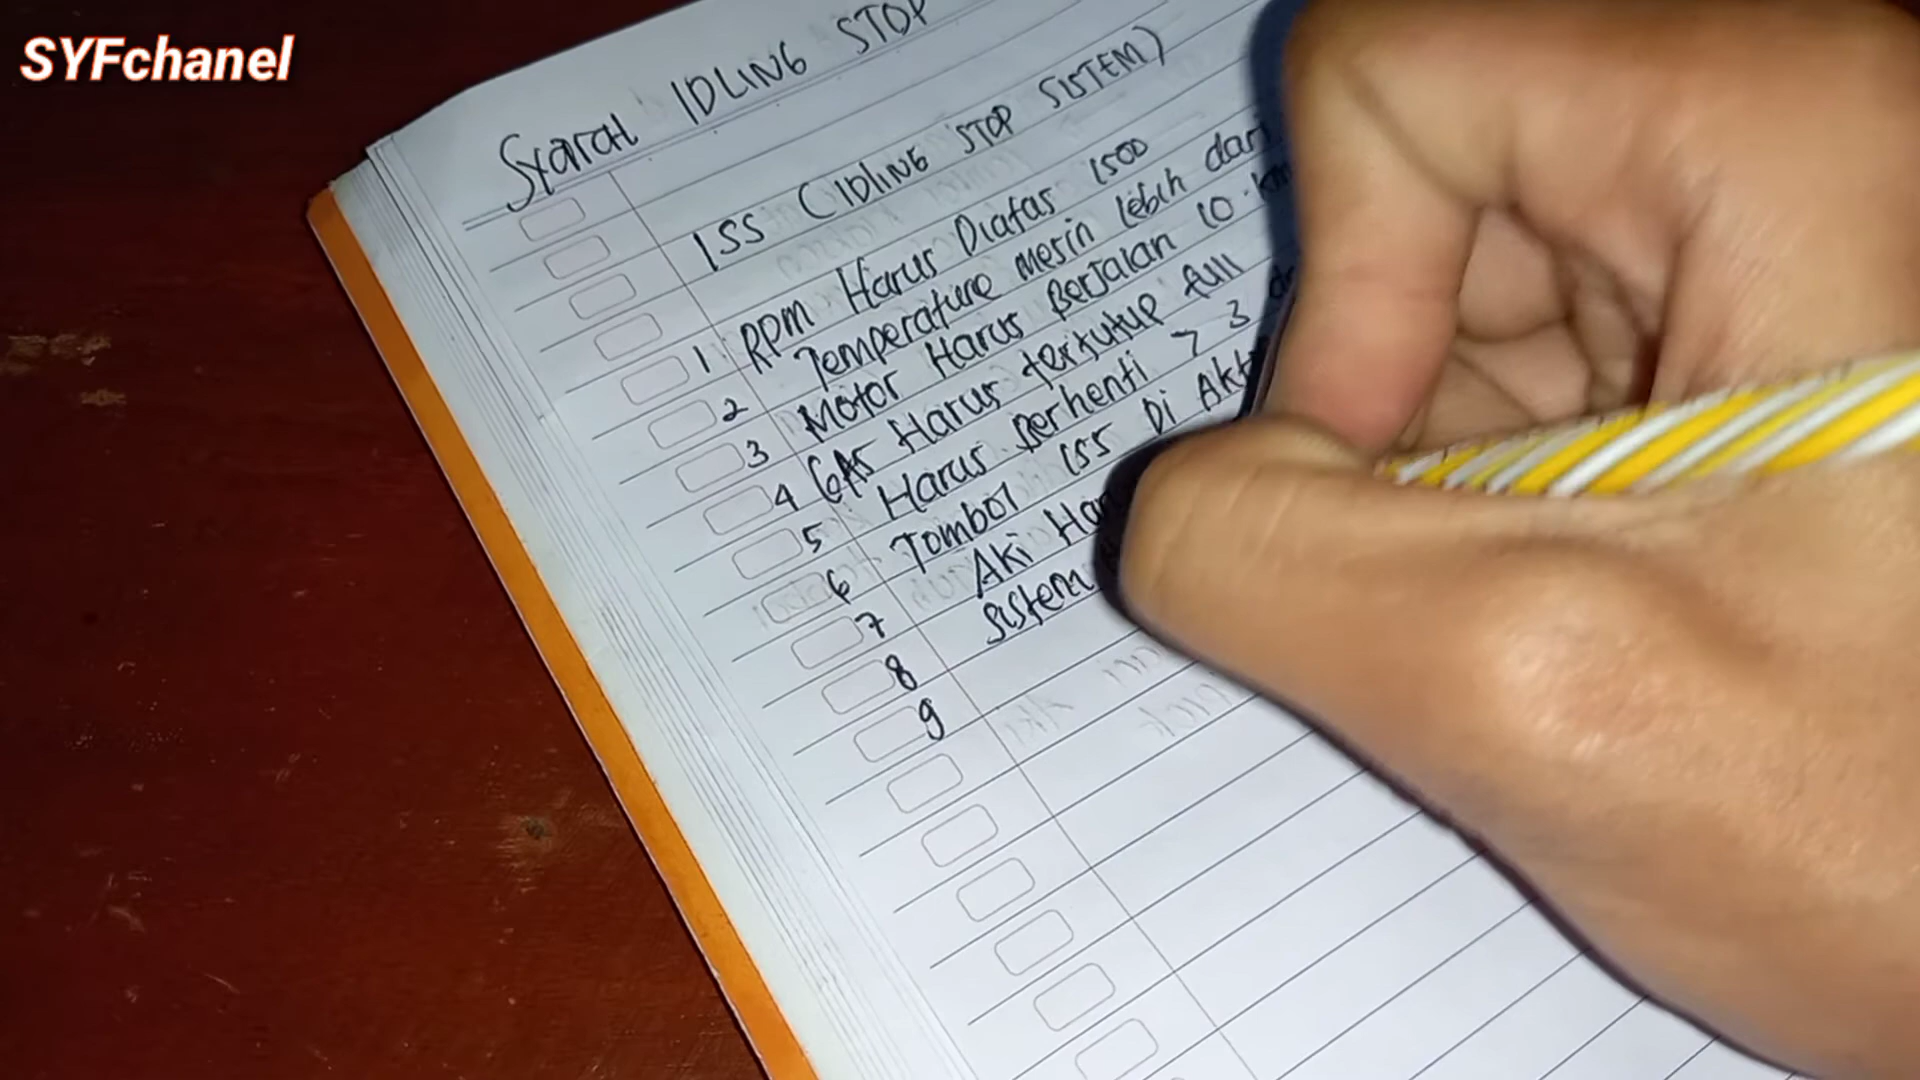 SYFchanel
Syarat IDLING STOP
ISS (IDliNG STOP SISTEM)
1 RPM Harus Diatas 1500
2 Temperature mesin lebih dari
3 Motor Harus Berjalan 10 km
4 GAS Harus tertutup full
5 Harus Berhenti > 3
6 Tombol ISS Di
7 Aki
8 Sistem
9